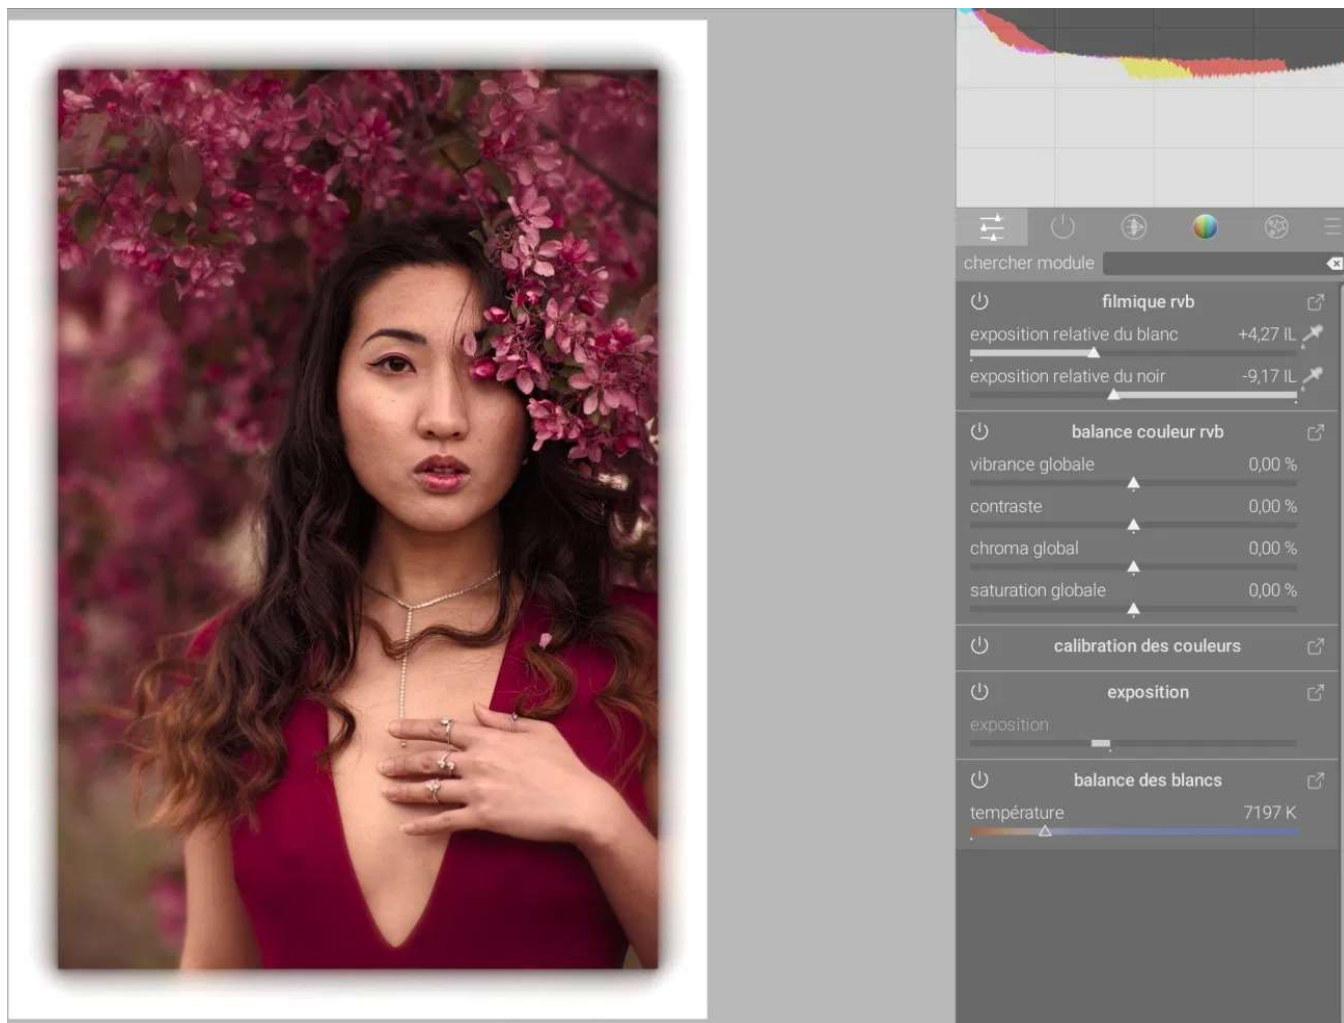 chercher module
filmique rvb
exposition relative du blanc +4,27 IL
exposition relative du noir -9,17 IL
balance couleur rvb
vibrance globale 0,00 %
contraste 0,00 %
chroma global 0,00 %
saturation globale 0,00 %
calibration des couleurs
exposition
exposition
balance des blancs
température 7197 K